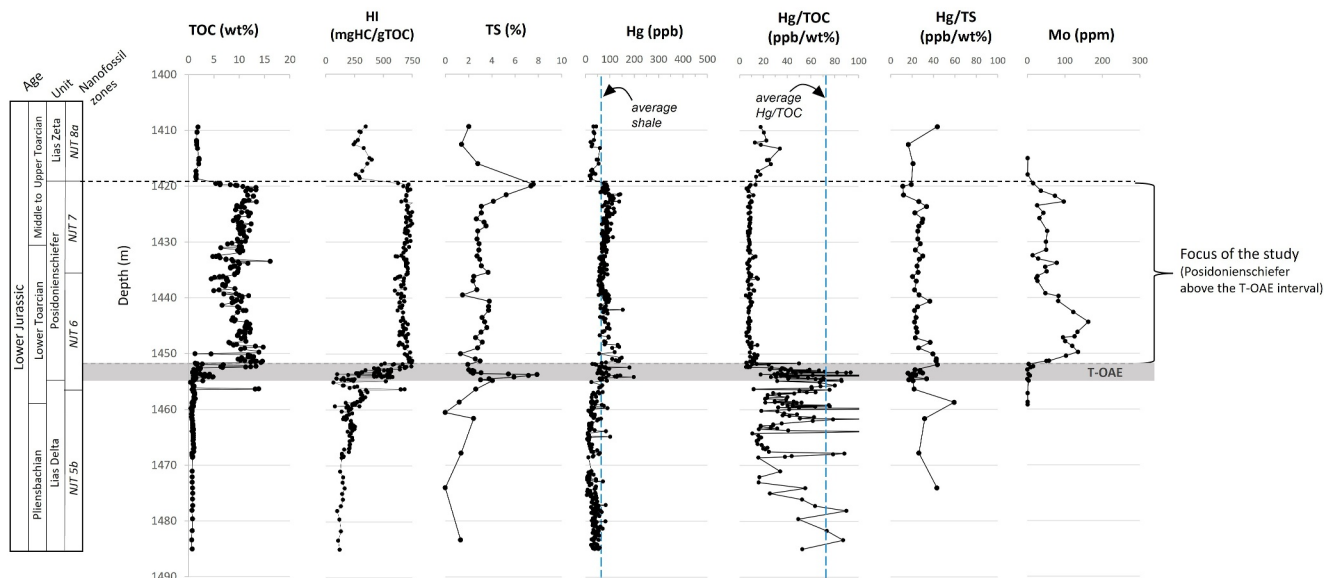 TOC (wt%)
HI
(mgHC/gTOC)
TS (%)
Hg (ppb)
Hg/TOC
(ppb/wt%)
Hg/TS
(ppb/wt%)
Mo (ppm)
Age
Unit
Nanofossil
zones
0 5 10 15 20
0 250 500 750
0 2 4 6 8 10
0 100 200 300 400 500
0 20 40 60 80 100
0 20 40 60 80 100
0 100 200 300
average
shale
average
Hg/TOC
Depth (m)
1400
1410
1420
1430
1440
1450
1460
1470
1480
1490
Lower Jurassic
Pliensbachian
Lower Toarcian
Middle to Upper Toarcian
Lias Delta
Posidonienschiefer
Lias Zeta
NJT 5b
NJT 6
NJT 7
NJT 8a
T-OAE
Focus of the study
(Posidonienschiefer
above the T-OAE interval)